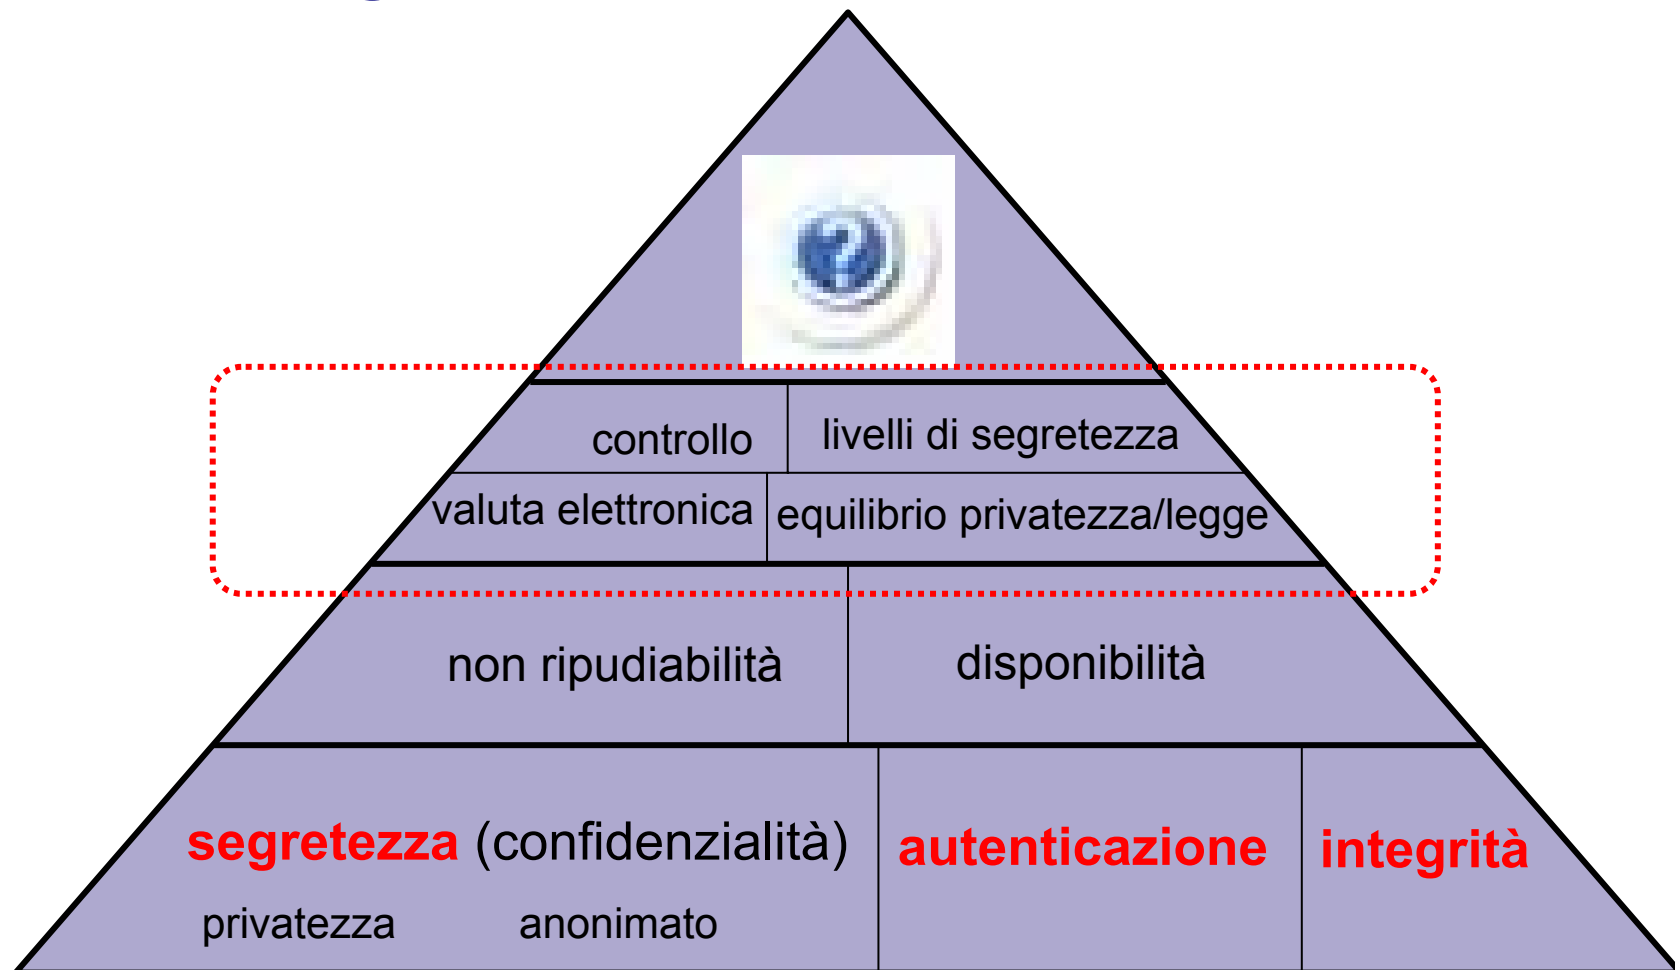 ?
controllo
livelli di segretezza
valuta elettronica
equilibrio privatezza/legge
non ripudiabilità
disponibilità
segretezza (confidenzialità)
autenticazione
integrità
privatezza
anonimato